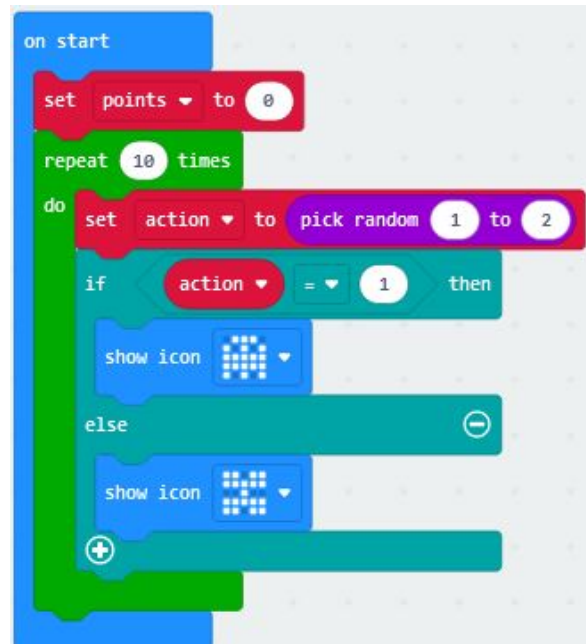 on start
set points to 0
repeat 10 times
do
set action to pick random 1 to 2
if action = 1 then
show icon
else
show icon